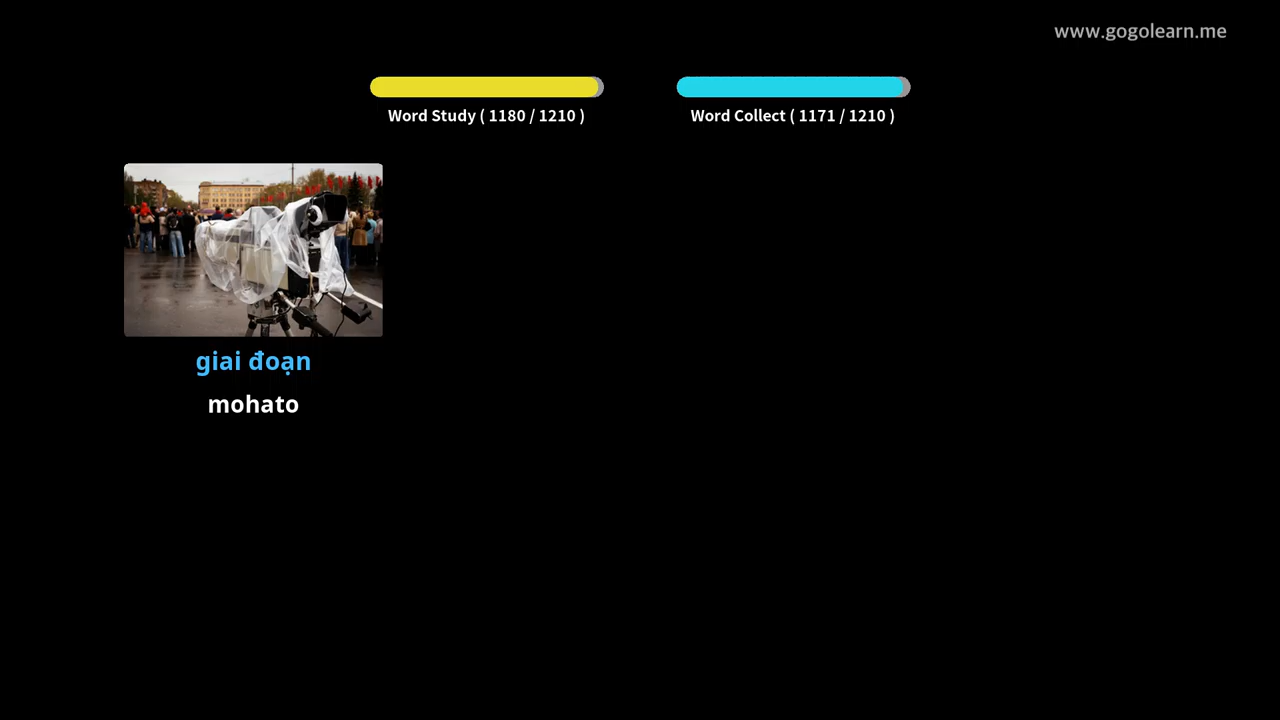 www.gogolearn.me
Word Study ( 1180 / 1210 )
Word Collect ( 1171 / 1210 )
giai đoạn
mohato